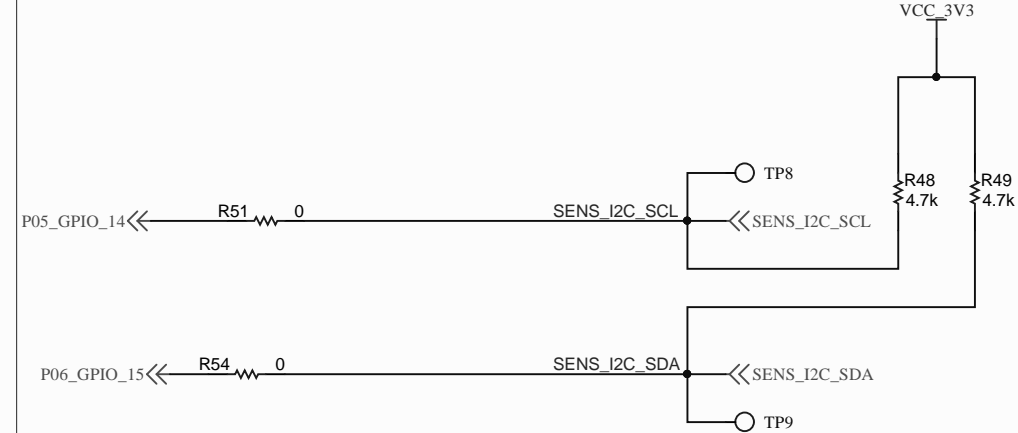 VCC_3V3
TP8
R48
4.7k
R49
4.7k
P05_GPIO_14
R51
0
SENS_I2C_SCL
SENS_I2C_SCL
P06_GPIO_15
R54
0
SENS_I2C_SDA
SENS_I2C_SDA
TP9